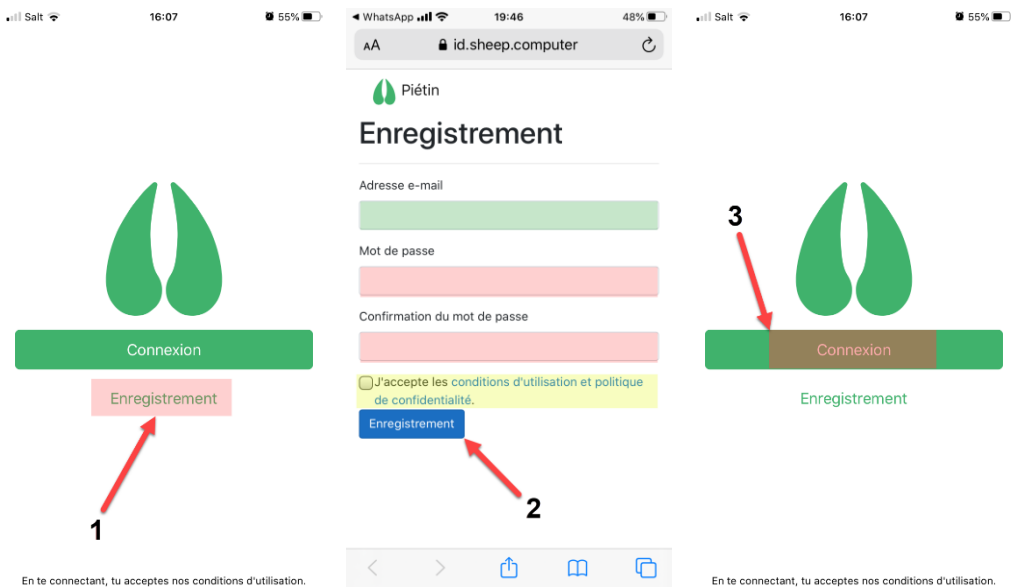 Salt 16:07 55%
Connexion
Enregistrement
1
En te connectant, tu acceptes nos conditions d'utilisation.
WhatsApp 19:46 48%
AA id.sheep.computer
Piétin
Enregistrement
Adresse e-mail
Mot de passe
Confirmation du mot de passe
J'accepte les conditions d'utilisation et politique
de confidentialité.
Enregistrement
2
Salt 16:07 55%
3
Connexion
Enregistrement
En te connectant, tu acceptes nos conditions d'utilisation.